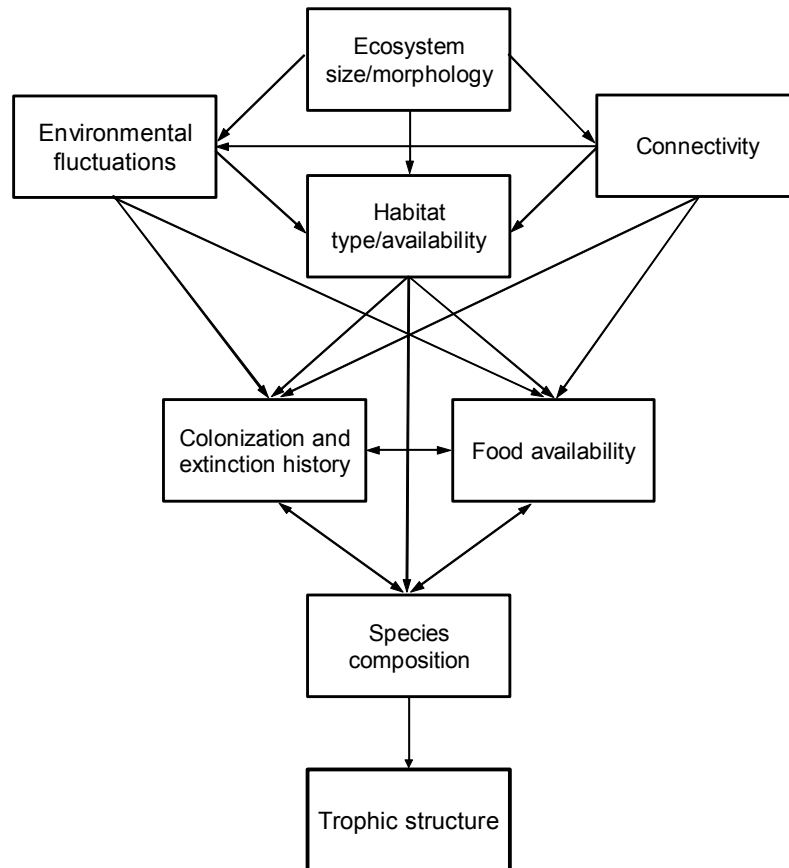 Ecosystem
size/morphology
Environmental
fluctuations
Connectivity
Habitat
type/availability
Colonization and
extinction history
Food availability
Species
composition
Trophic structure